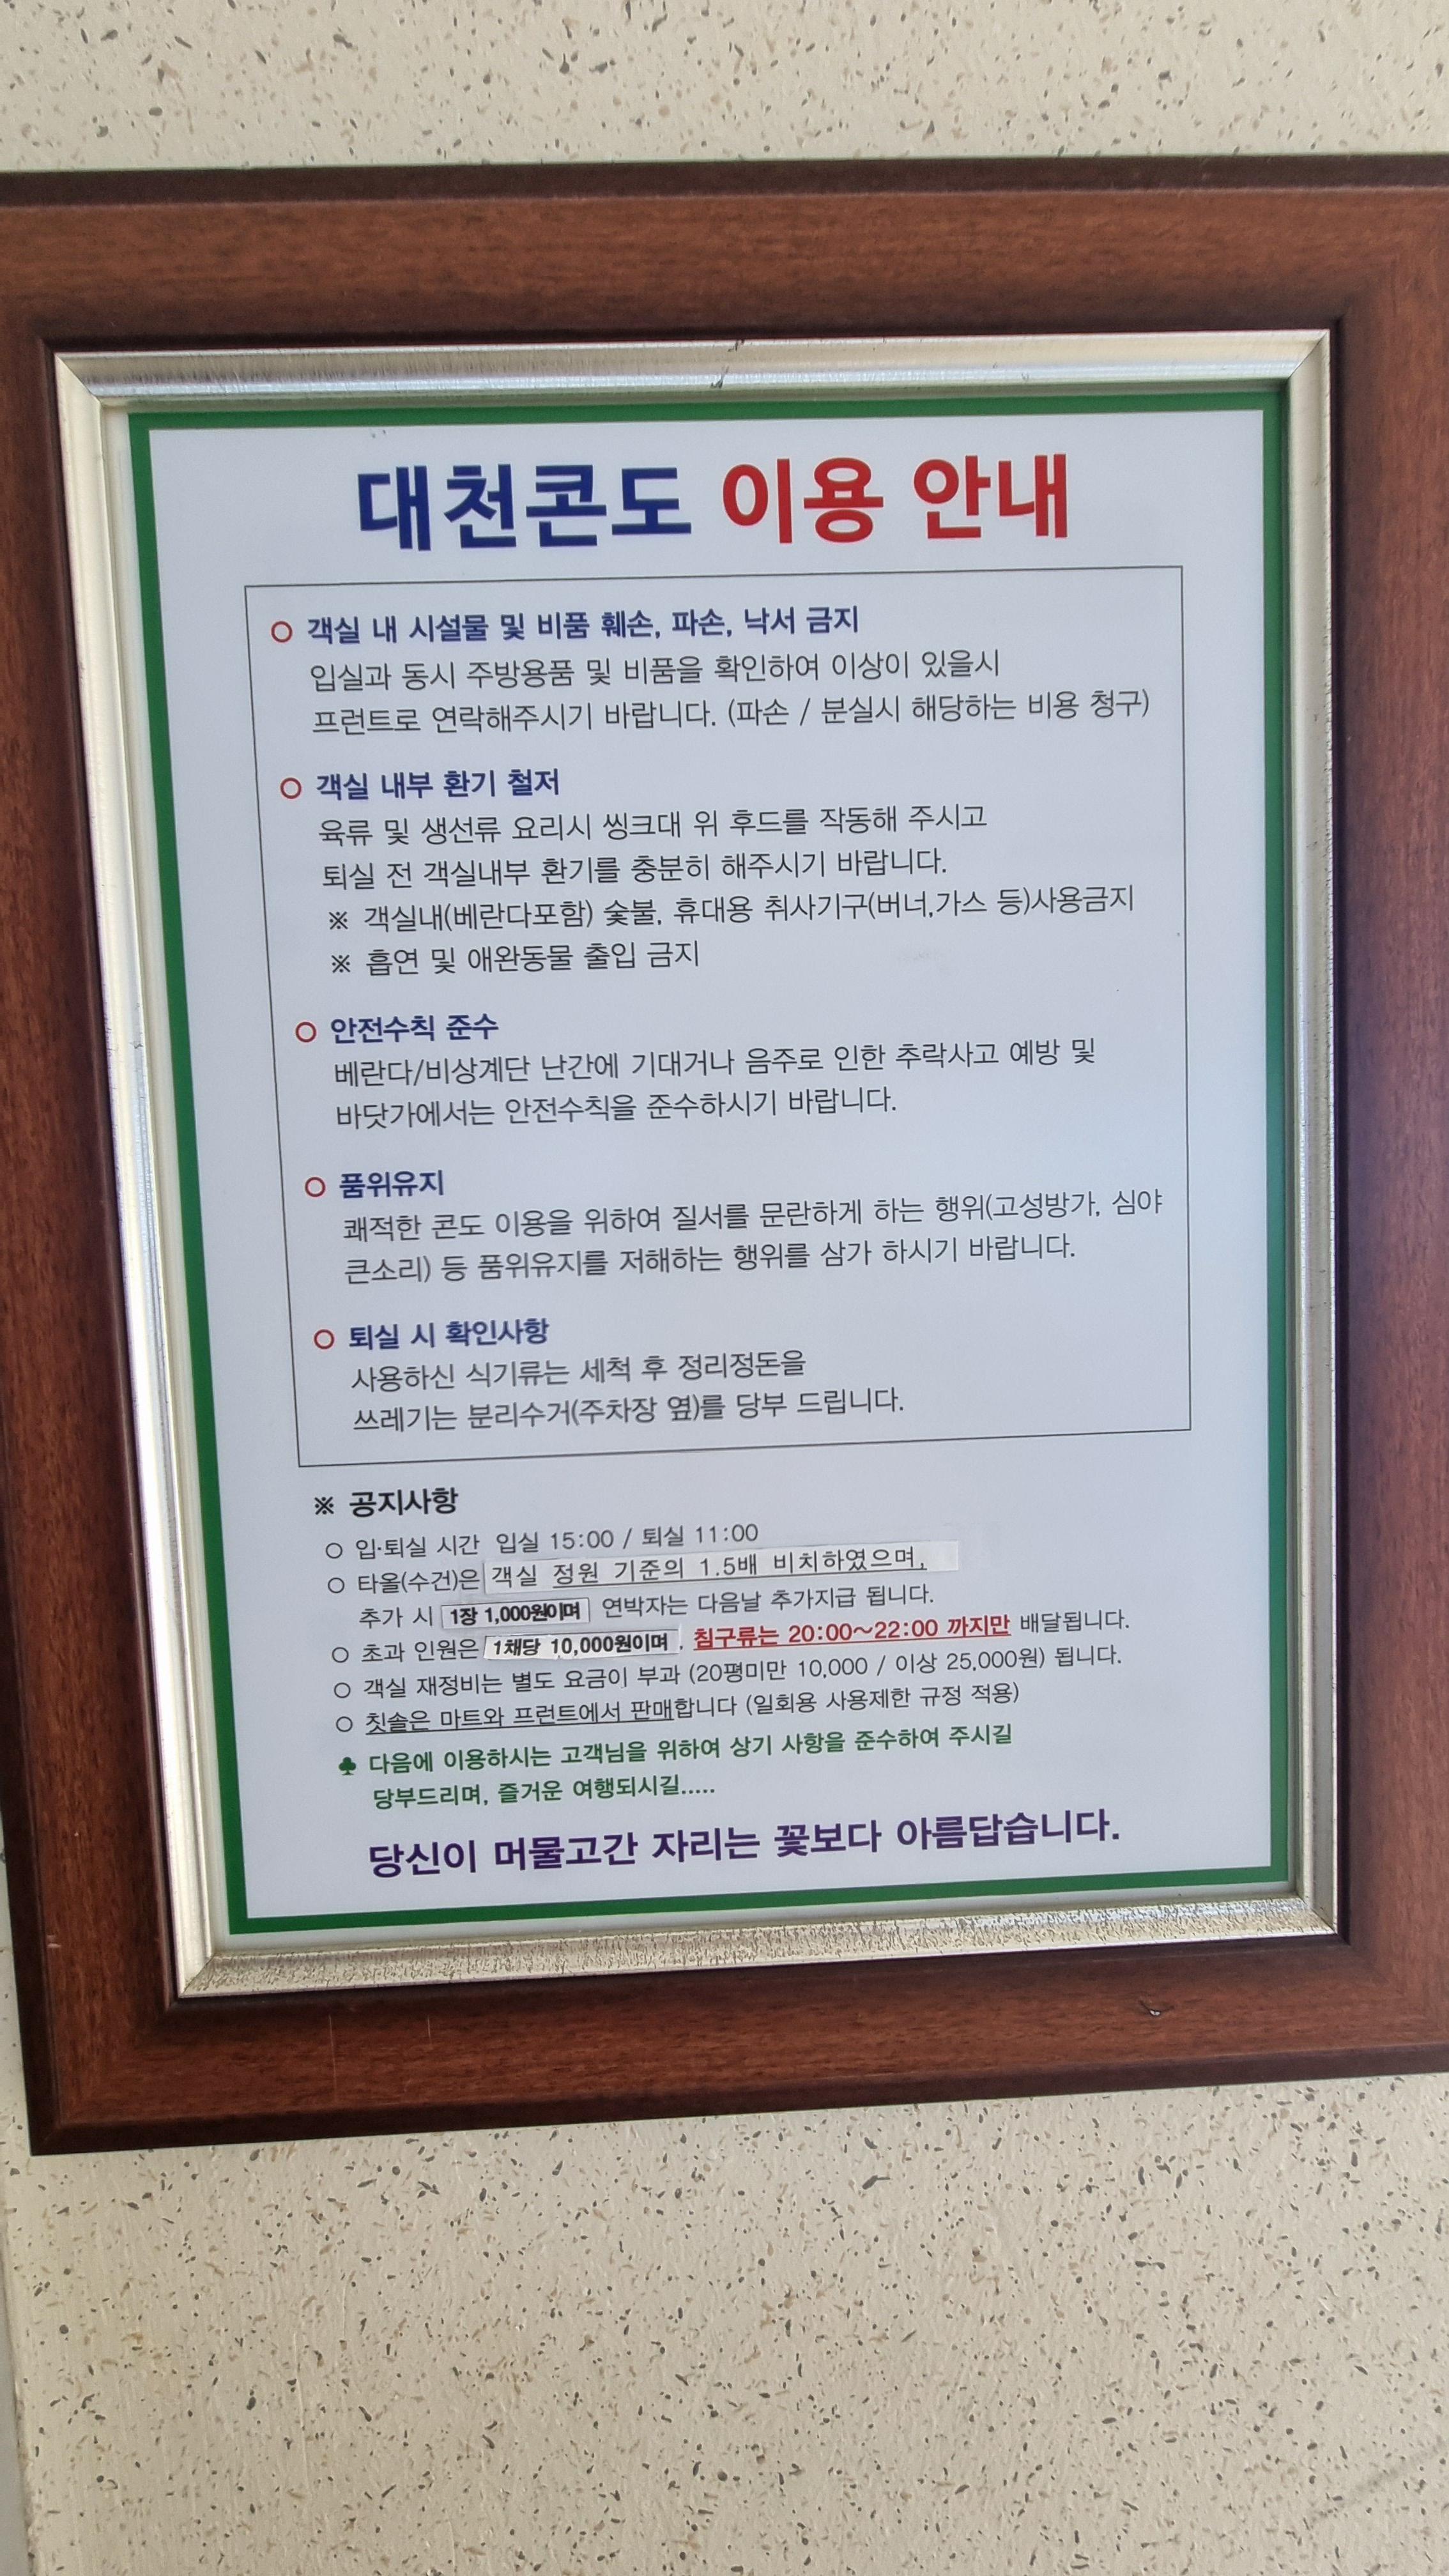 대천콘도 이용 안내
○ 객실 내 시설물 및 비품 훼손, 파손, 낙서 금지
입실과 동시 주방용품 및 비품을 확인하여 이상이 있을시
프런트로 연락해주시기 바랍니다. (파손 / 분실시 해당하는 비용 청구)
○ 객실 내부 환기 철저
육류 및 생선류 요리시 씽크대 위 후드를 작동해 주시고
퇴실 전 객실내부 환기를 충분히 해주시기 바랍니다.
※ 객실내(베란다포함) 숯불, 휴대용 취사기구(버너,가스 등)사용금지
※ 흡연 및 애완동물 출입 금지
○ 안전수칙 준수
베란다/비상계단 난간에 기대거나 음주로 인한 추락사고 예방 및
바닷가에서는 안전수칙을 준수하시기 바랍니다.
○ 품위유지
쾌적한 콘도 이용을 위하여 질서를 문란하게 하는 행위(고성방가, 심야
큰소리) 등 품위유지를 저해하는 행위를 삼가 하시기 바랍니다.
○ 퇴실 시 확인사항
사용하신 식기류는 세척 후 정리정돈을
쓰레기는 분리수거(주차장 옆)를 당부 드립니다.
※ 공지사항
○ 입·퇴실 시간 입실 15:00 / 퇴실 11:00
○ 타올(수건)은 객실 정원 기준의 1.5배 비치하였으며,
추가 시 1장 1,000원이며 연박자는 다음날 추가지급 됩니다.
○ 초과 인원은 1채당 10,000원이며, 침구류는 20:00~22:00 까지만 배달됩니다.
○ 객실 재정비는 별도 요금이 부과 (20평미만 10,000 / 이상 25,000원) 됩니다.
○ 칫솔은 마트와 프런트에서 판매합니다 (일회용 사용제한 규정 적용)
♣ 다음에 이용하시는 고객님을 위하여 상기 사항을 준수하여 주시길
당부드리며, 즐거운 여행되시길.....
당신이 머물고간 자리는 꽃보다 아름답습니다.